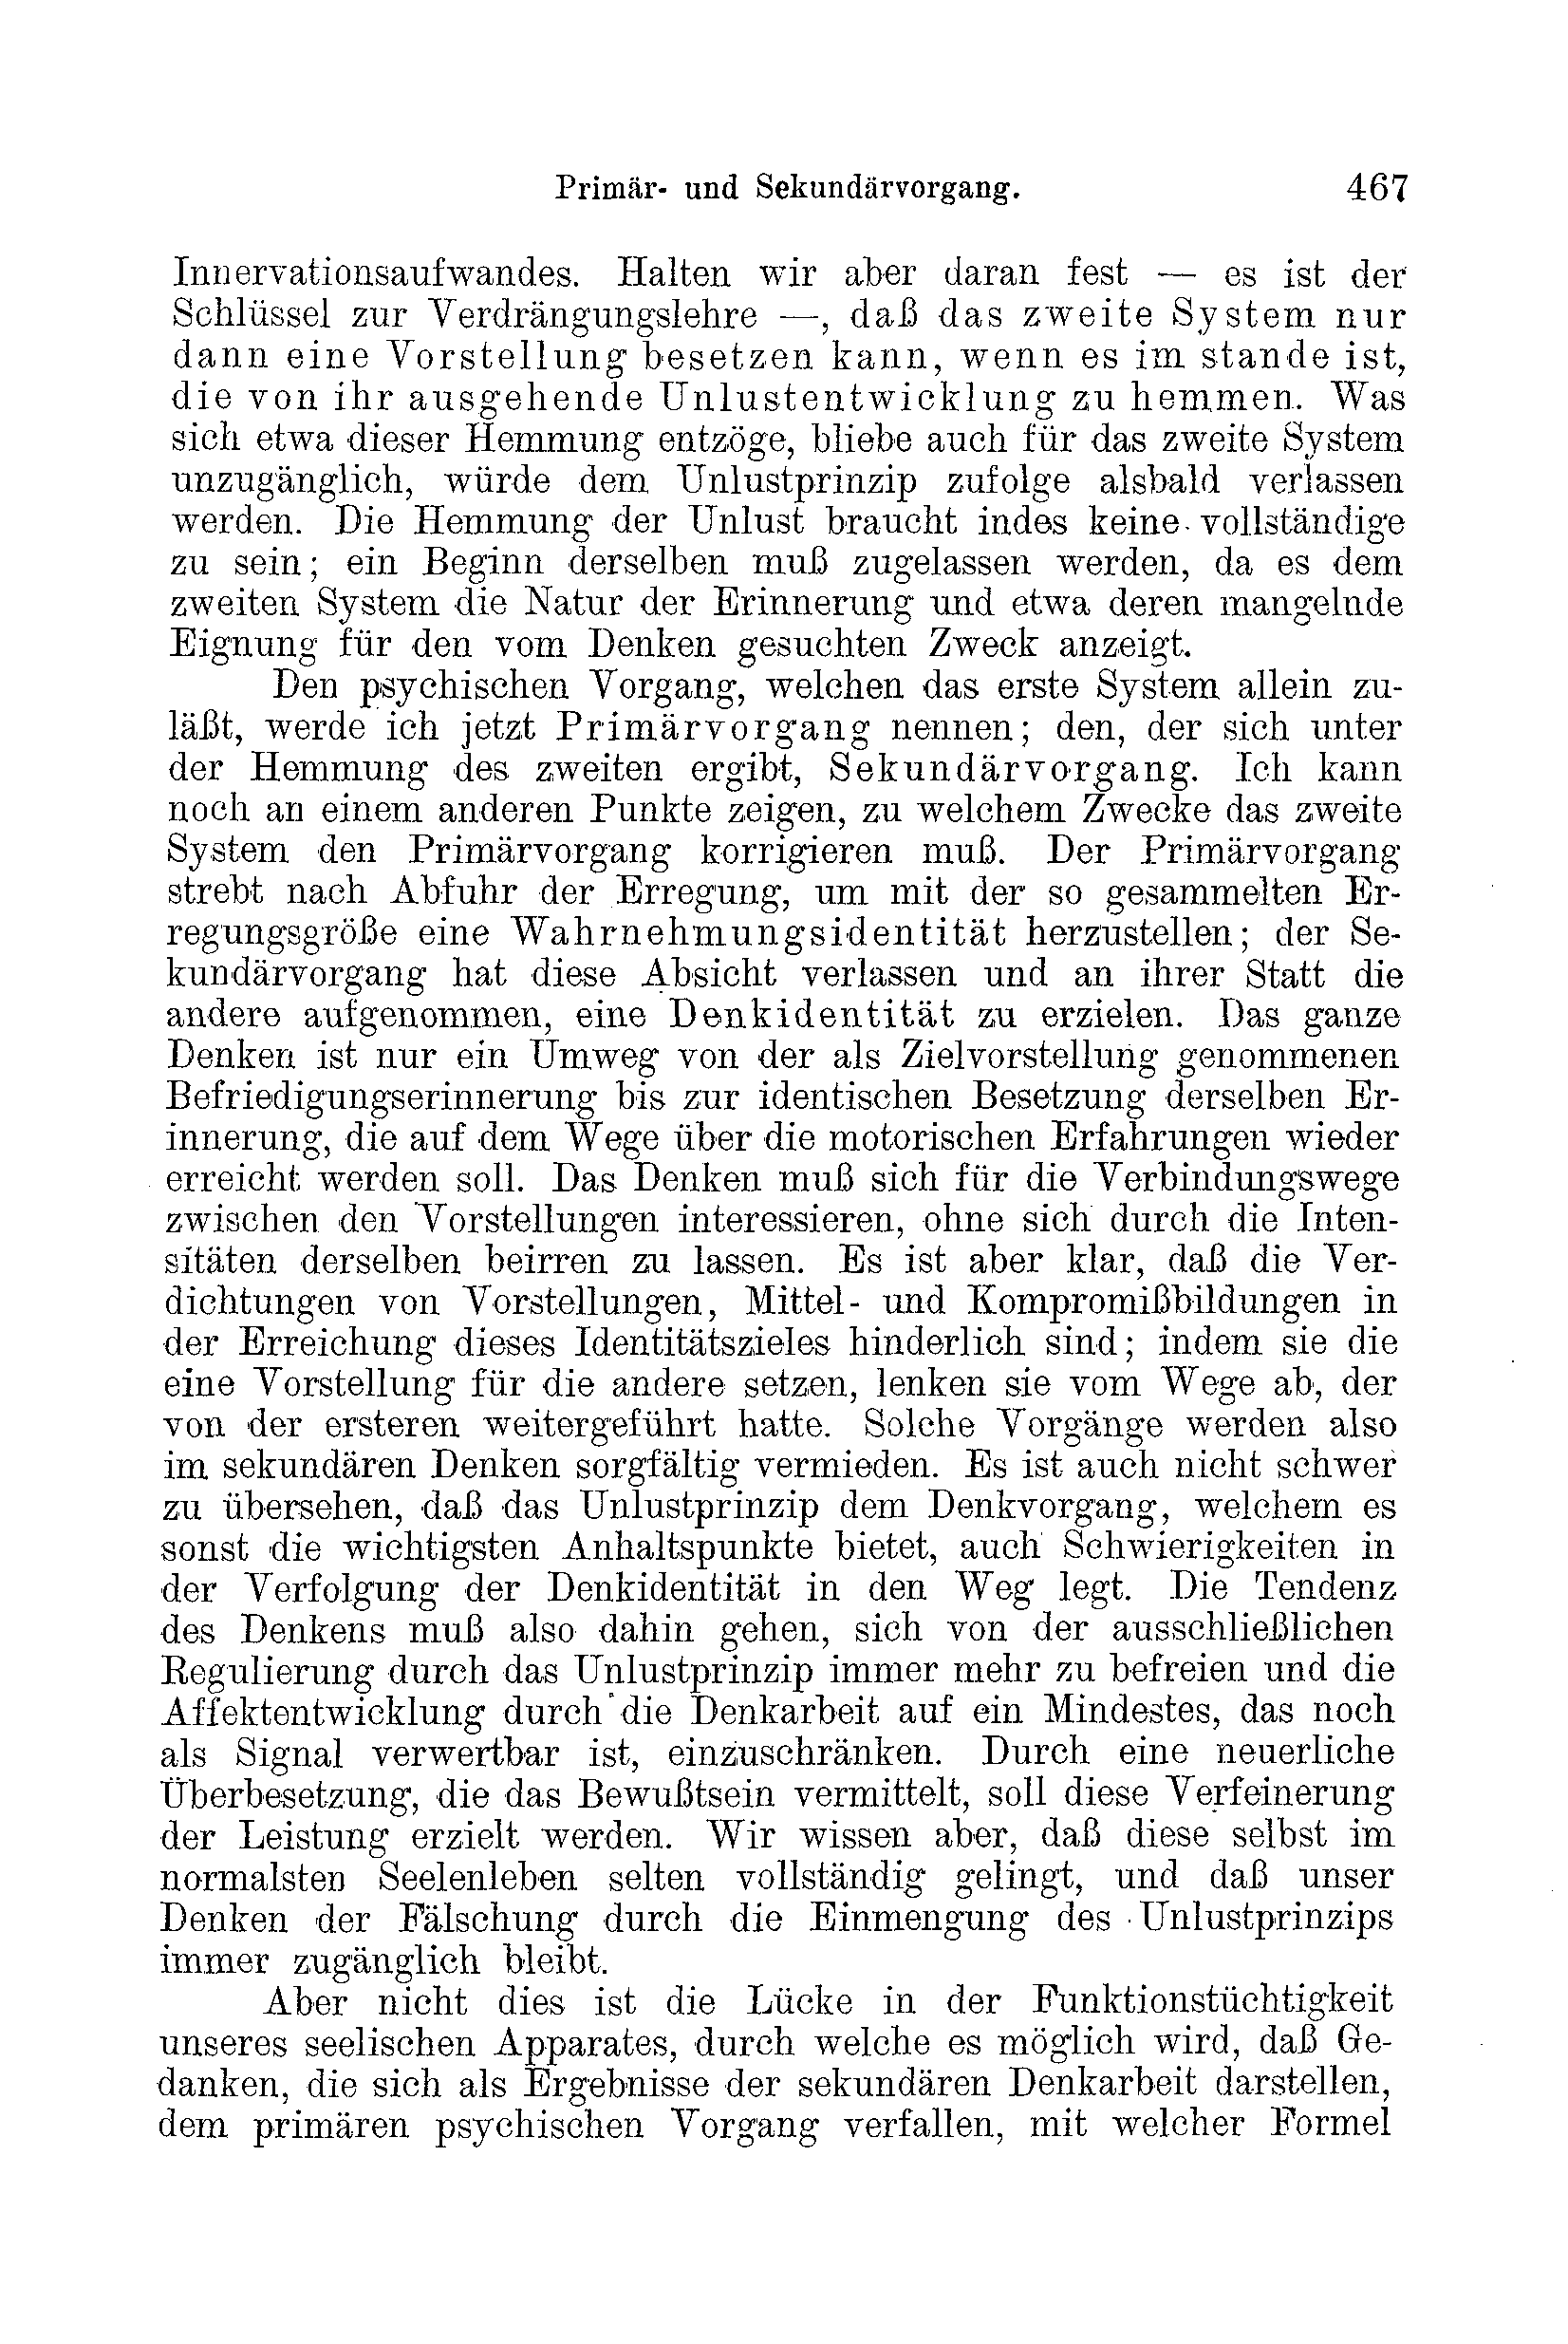 Primär- und Sekundärvorgang. 467
Innervationsaufwandes. Halten wir aber daran fest — es ist der
Schlüssel zur Verdrängungslehre —, daß das zweite System nur
dann eine Vorstellung besetzen kann, wenn es im stande ist,
die von ihr ausgehende Unlustentwicklung zu hemmen. Was
sich etwa dieser Hemmung entzöge, bliebe auch für das zweite System
unzugänglich, würde dem Unlustprinzip zufolge alsbald verlassen
werden. Die Hemmung der Unlust braucht indes keine vollständige
zu sein; ein Beginn derselben muß zugelassen werden, da es dem
zweiten System die Natur der Erinnerung und etwa deren mangelnde
Eignung für den vom Denken gesuchten Zweck anzeigt.
Den psychischen Vorgang, welchen das erste System allein zu-
läßt, werde ich jetzt Primärvorgang nennen; den, der sich unter
der Hemmung des zweiten ergibt, Sekundärvorgang. Ich kann
noch an einem anderen Punkte zeigen, zu welchem Zwecke das zweite
System den Primärvorgang korrigieren muß. Der Primärvorgang
strebt nach Abfuhr der Erregung, um mit der so gesammelten Er-
regungsgröße eine Wahrnehmungsidentität herzustellen; der Se-
kundärvorgang hat diese Absicht verlassen und an ihrer Statt die
andere aufgenommen, eine Denkidentität zu erzielen. Das ganze
Denken ist nur ein Umweg von der als Zielvorstellung genommenen
Befriedigungserinnerung bis zur identischen Besetzung derselben Er-
innerung, die auf dem Wege über die motorischen Erfahrungen wieder
erreicht werden soll. Das Denken muß sich für die Verbindungswege
zwischen den Vorstellungen interessieren, ohne sich durch die Inten-
sitäten derselben beirren zu lassen. Es ist aber klar, daß die Ver-
dichtungen von Vorstellungen, Mittel- und Kompromißbildungen in
der Erreichung dieses Identitätszieles hinderlich sind; indem sie die
eine Vorstellung für die andere setzen, lenken sie vom Wege ab, der
von der ersteren weitergeführt hatte. Solche Vorgänge werden also
im sekundären Denken sorgfältig vermieden. Es ist auch nicht schwer
zu übersehen, daß das Unlustprinzip dem Denkvorgang, welchem es
sonst die wichtigsten Anhaltspunkte bietet, auch Schwierigkeiten in
der Verfolgung der Denkidentität in den Weg legt. Die Tendenz
des Denkens muß also dahin gehen, sich von der ausschließlichen
Regulierung durch das Unlustprinzip immer mehr zu befreien und die
Affektentwicklung durch die Denkarbeit auf ein Mindestes, das noch
als Signal verwertbar ist, einzuschränken. Durch eine neuerliche
Überbesetzung, die das Bewußtsein vermittelt, soll diese Verfeinerung
der Leistung erzielt werden. Wir wissen aber, daß diese selbst im
normalsten Seelenleben selten vollständig gelingt, und daß unser
Denken der Fälschung durch die Einmengung des Unlustprinzips
immer zugänglich bleibt.
Aber nicht dies ist die Lücke in der Funktionstüchtigkeit
unseres seelischen Apparates, durch welche es möglich wird, daß Ge-
danken, die sich als Ergebnisse der sekundären Denkarbeit darstellen,
dem primären psychischen Vorgang verfallen, mit welcher Formel